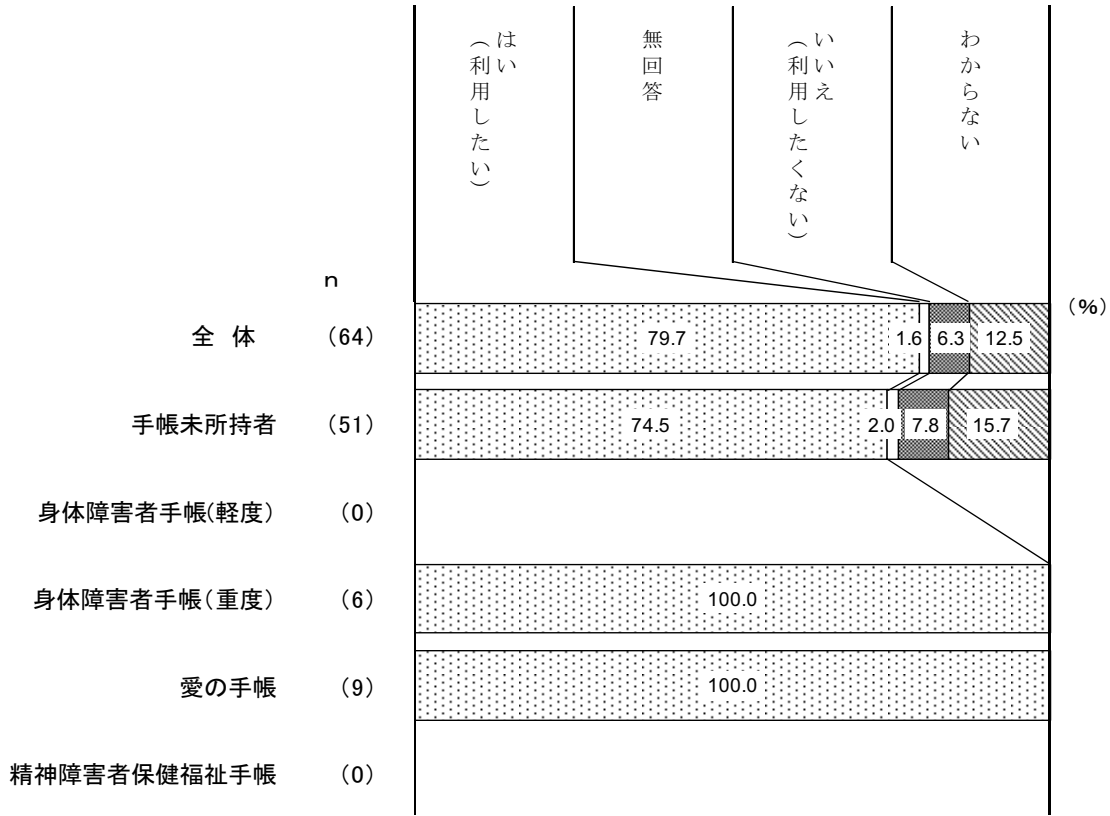 はい
（利用したい）
無回答
いいえ
（利用したくない）
わからない
n
(%)
全 体 (64) 79.7 1.6 6.3 12.5
手帳未所持者 (51) 74.5 2.0 7.8 15.7
身体障害者手帳(軽度) (0)
身体障害者手帳(重度) (6) 100.0
愛の手帳 (9) 100.0
精神障害者保健福祉手帳 (0)